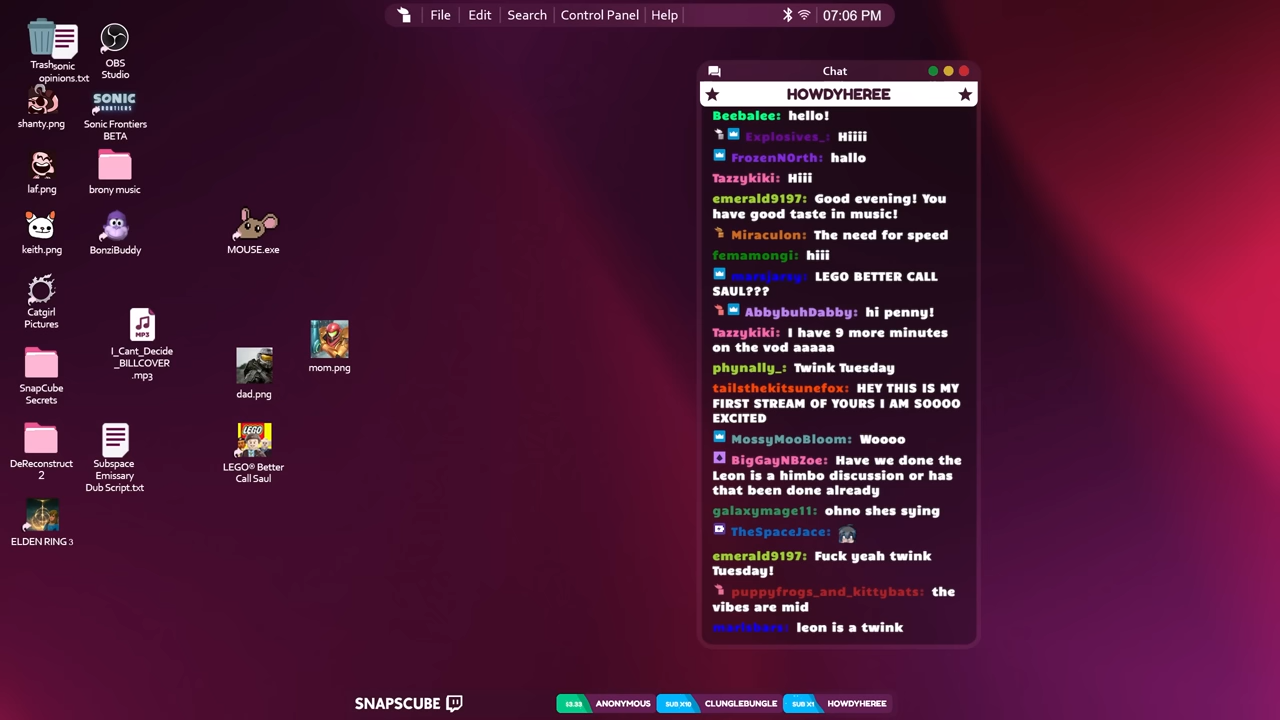 File Edit Search Control Panel Help 07:06 PM
Trash
sonic
opinions.txt
OBS
Studio
shanty.png
SONIC
FRONTIERS
Sonic Frontiers
BETA
laf.png
brony music
keith.png
BonziBuddy
MOUSE.exe
Catgirl
Pictures
MP3
I_Cant_Decide
_BILLCOVER
.mp3
mom.png
dad.png
SnapCube
Secrets
DeReconstruct
2
Subspace
Emissary
Dub Script.txt
LEGO
LEGO® Better
Call Saul
ELDEN RING 3
Chat
HOWDYHEREE
Beebalee: hello!
Explosives_: Hiiii
FrozenN0rth: hallo
Tazzykiki: Hiii
emerald9197: Good evening! You
have good taste in music!
Miraculon: The need for speed
femamongi: hiii
LEGO BETTER CALL
SAUL???
AbbybuhDabby: hi penny!
Tazzykiki: I have 9 more minutes
on the vod aaaaa
phynally_: Twink Tuesday
tailsthekitsunefox: HEY THIS IS MY
FIRST STREAM OF YOURS I AM SOOOO
EXCITED
MossyMooBloom: Woooo
BigGayNBZoe: Have we done the
Leon is a himbo discussion or has
that been done already
galaxymage11: ohno shes sying
TheSpaceJace:
emerald9197: Fuck yeah twink
Tuesday!
puppyfrogs_and_kittybats: the
vibes are mid
leon is a twink
SNAPSCUBE
$3.33 ANONYMOUS SUB X10 CLUNGLEBUNGLE SUB X1 HOWDYHEREE